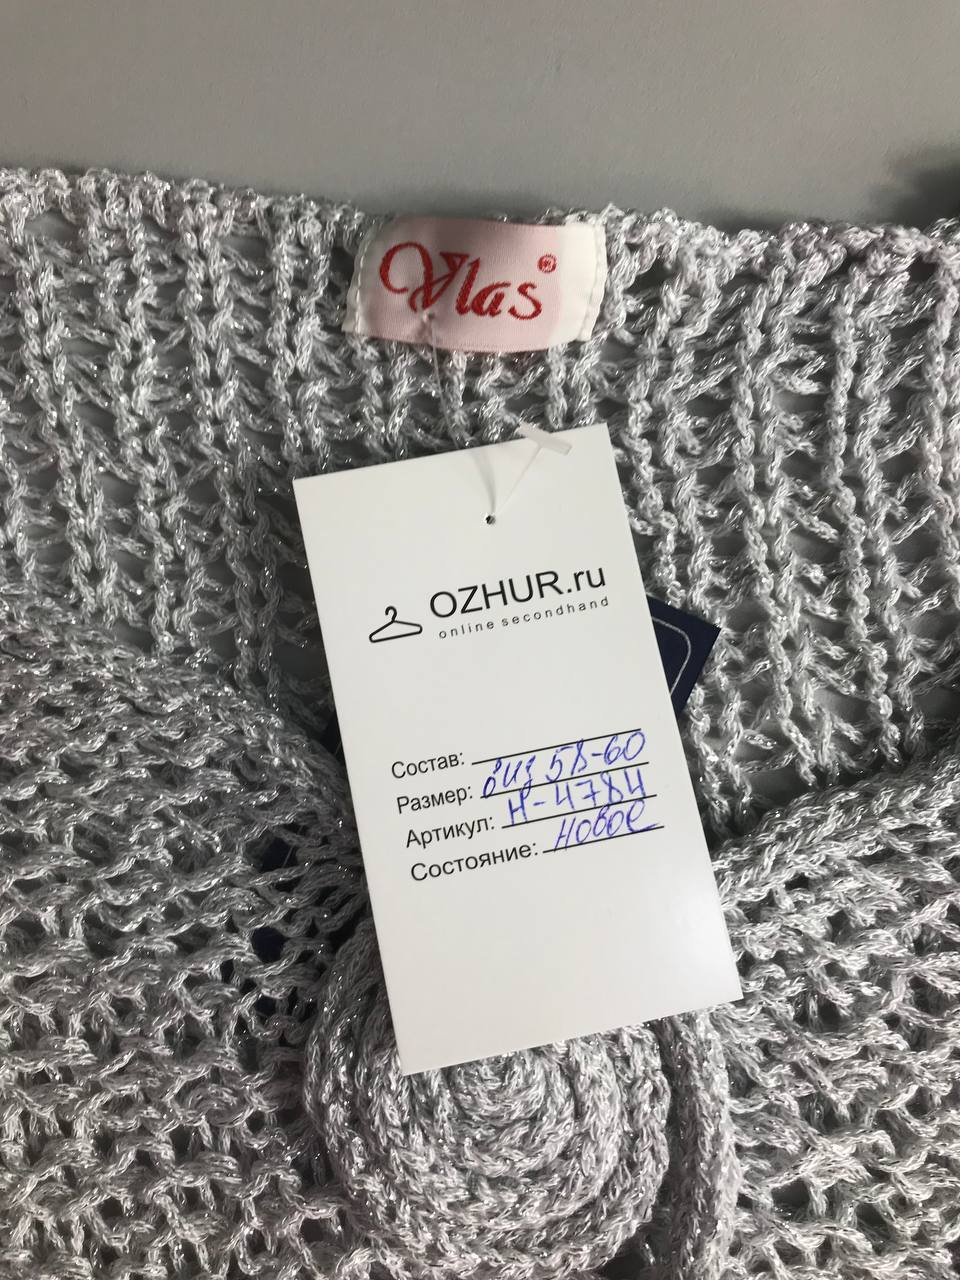 Vlas®
OZHUR.ru
online secondhand
Состав:
Размер: виз 58-60
Артикул: Н-4784
Состояние: новое